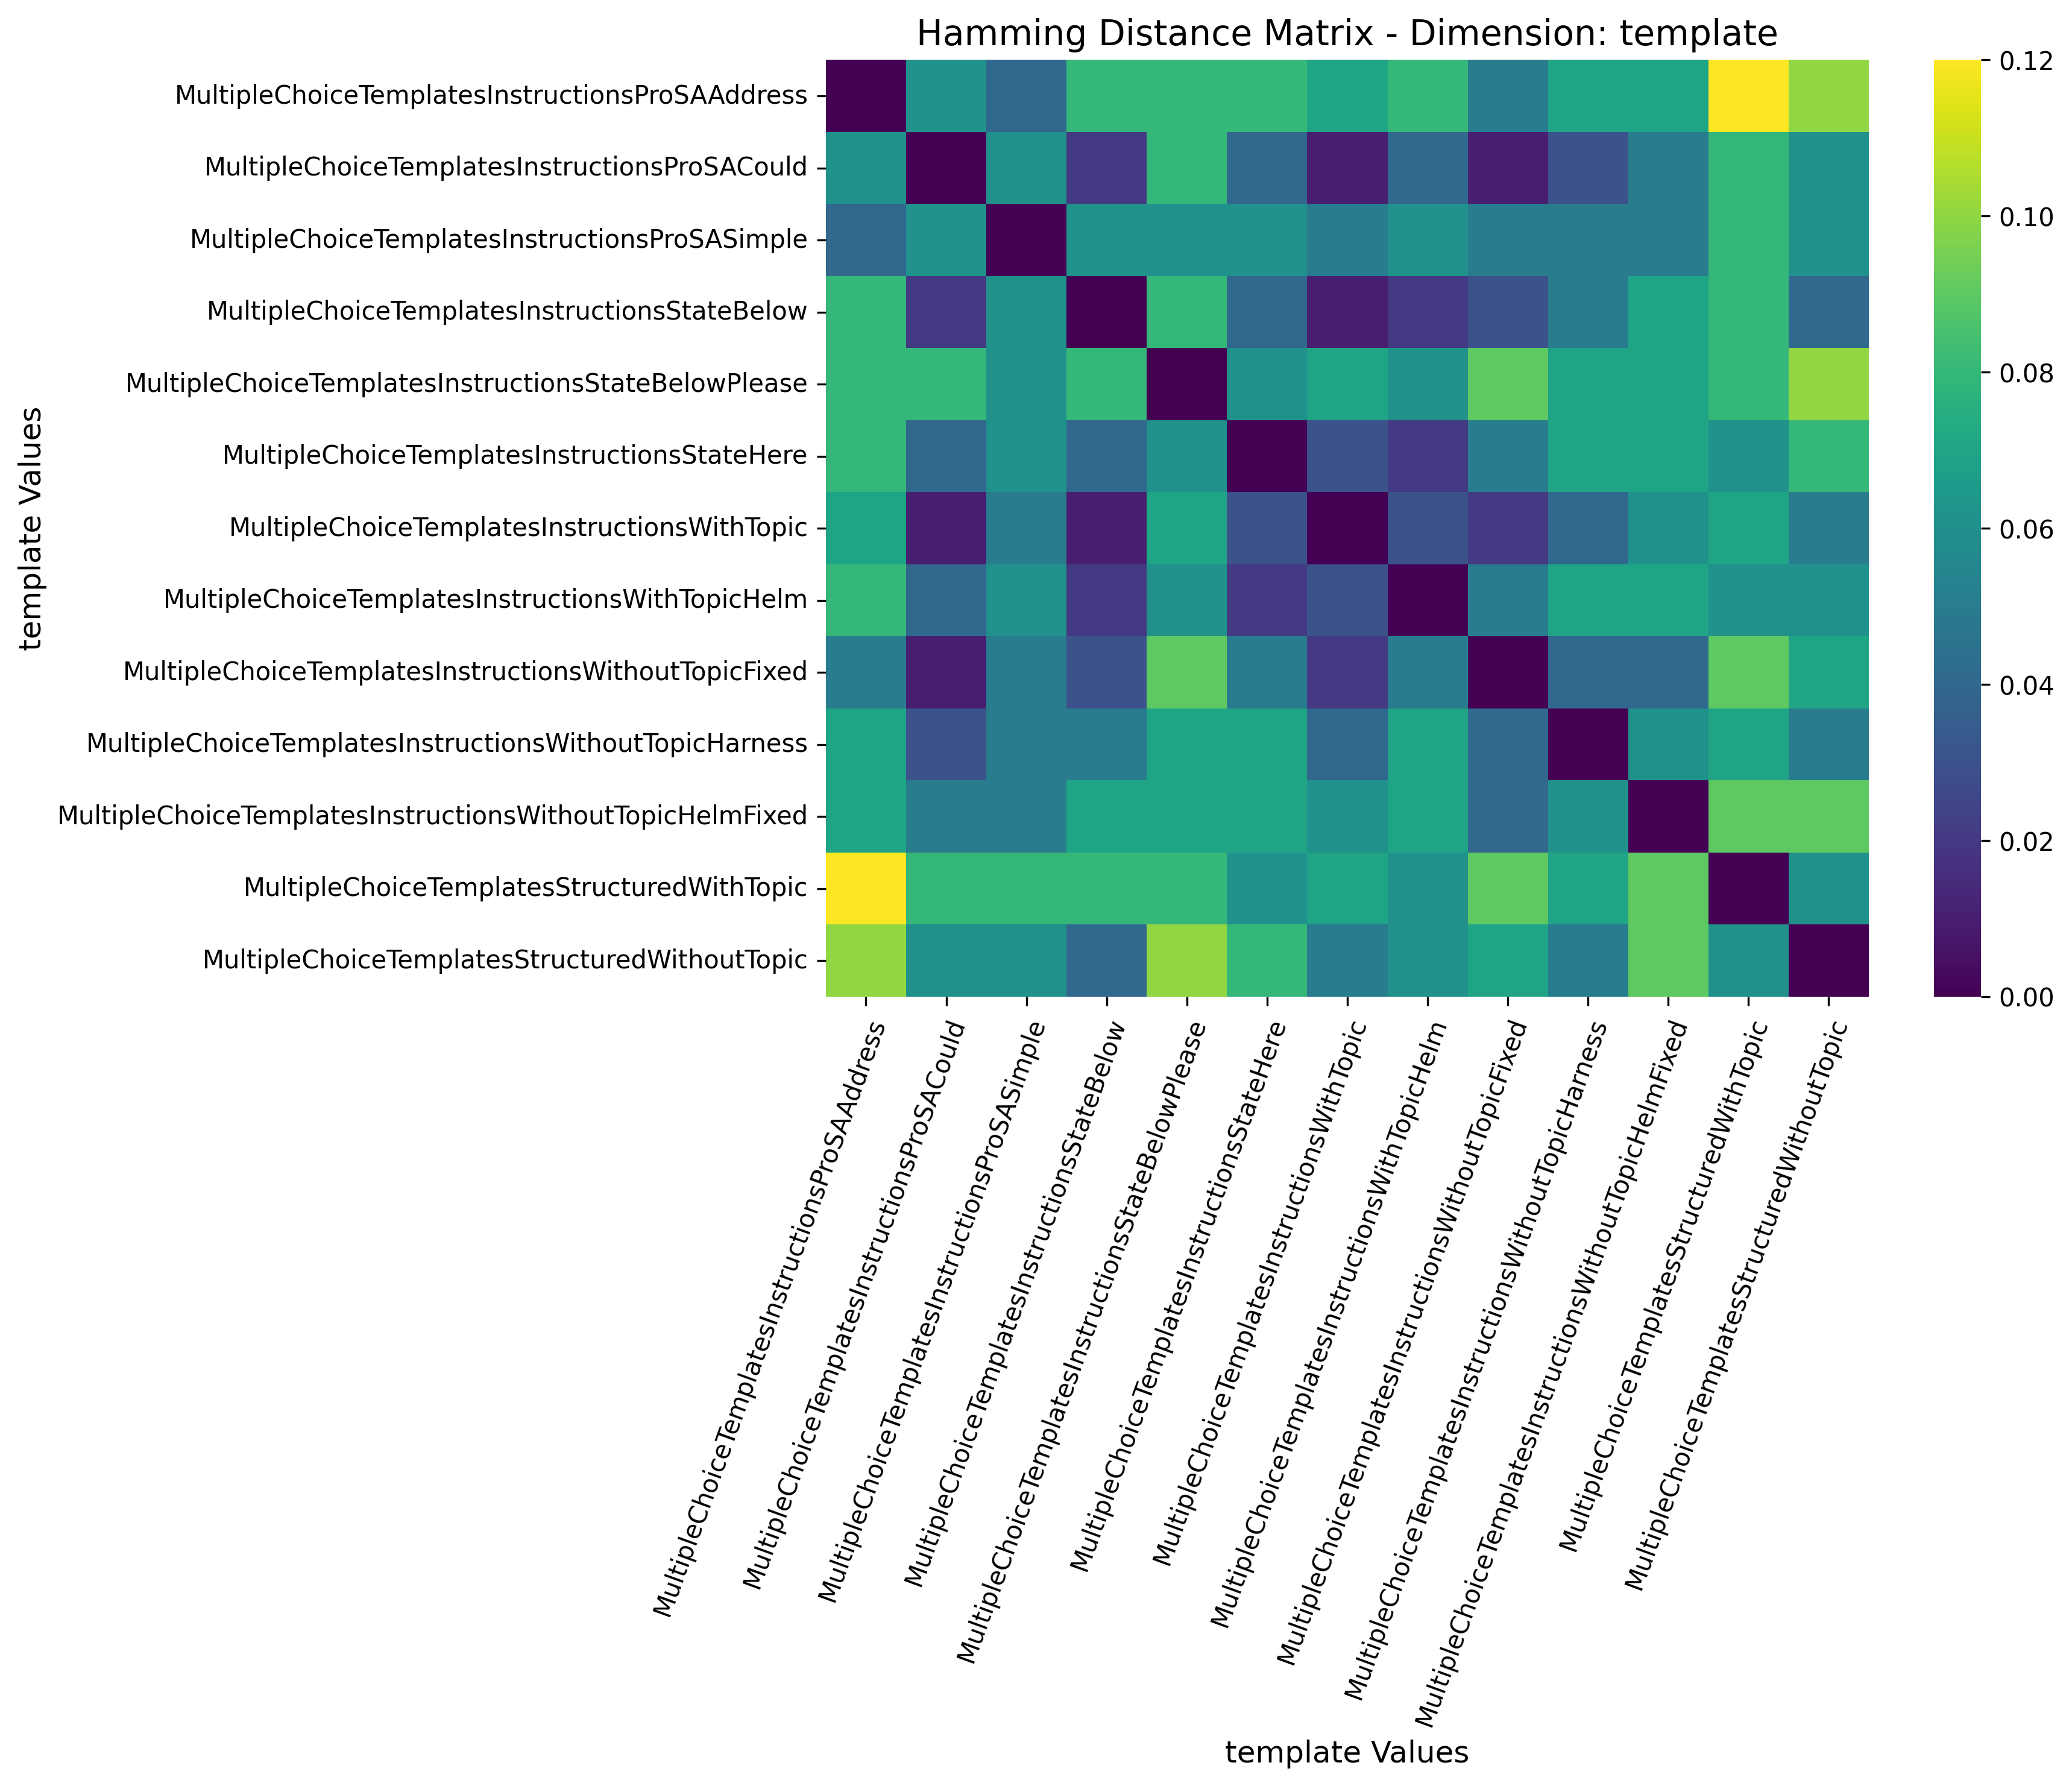 Hamming Distance Matrix - Dimension: template
template Values
MultipleChoiceTemplatesInstructionsProSAAddress
MultipleChoiceTemplatesInstructionsProSACould
MultipleChoiceTemplatesInstructionsProSASimple
MultipleChoiceTemplatesInstructionsStateBelow
MultipleChoiceTemplatesInstructionsStateBelowPlease
MultipleChoiceTemplatesInstructionsStateHere
MultipleChoiceTemplatesInstructionsWithTopic
MultipleChoiceTemplatesInstructionsWithTopicHelm
MultipleChoiceTemplatesInstructionsWithoutTopicFixed
MultipleChoiceTemplatesInstructionsWithoutTopicHarness
MultipleChoiceTemplatesInstructionsWithoutTopicHelmFixed
MultipleChoiceTemplatesStructuredWithTopic
MultipleChoiceTemplatesStructuredWithoutTopic
MultipleChoiceTemplatesInstructionsProSAAddress
MultipleChoiceTemplatesInstructionsProSACould
MultipleChoiceTemplatesInstructionsProSASimple
MultipleChoiceTemplatesInstructionsStateBelow
MultipleChoiceTemplatesInstructionsStateBelowPlease
MultipleChoiceTemplatesInstructionsStateHere
MultipleChoiceTemplatesInstructionsWithTopic
MultipleChoiceTemplatesInstructionsWithTopicHelm
MultipleChoiceTemplatesInstructionsWithoutTopicFixed
MultipleChoiceTemplatesInstructionsWithoutTopicHarness
MultipleChoiceTemplatesInstructionsWithoutTopicHelmFixed
MultipleChoiceTemplatesStructuredWithTopic
MultipleChoiceTemplatesStructuredWithoutTopic
template Values
0.12
0.10
0.08
0.06
0.04
0.02
0.00